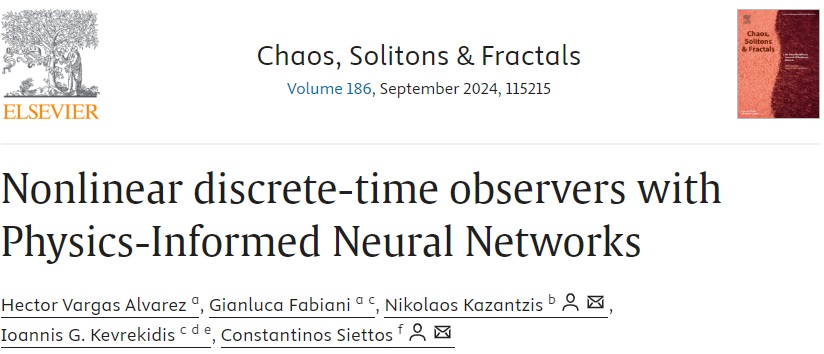 Chaos, Solitons & Fractals
Volume 186, September 2024, 115215
ELSEVIER
Chaos,
Solitons
& Fractals
Nonlinear discrete-time observers with
Physics-Informed Neural Networks
Hector Vargas Alvarez a, Gianluca Fabiani a c, Nikolaos Kazantzis b,
Ioannis G. Kevrekidis c d e, Constantinos Siettos f